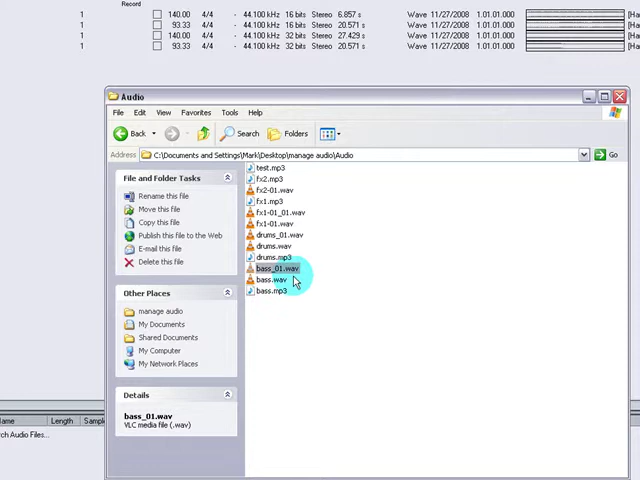 Record
1 140.00 4/4 - 44.100 kHz 16 bits Stereo 6.857 s Wave 11/27/2008 1.01.01.000 [Ha
1 93.33 4/4 - 44.100 kHz 16 bits Stereo 20.571 s Wave 11/27/2008 1.01.01.000 [Ha
1 140.00 4/4 - 44.100 kHz 32 bits Stereo 27.429 s Wave 11/27/2008 1.01.01.000 [Ha
1 93.33 4/4 - 44.100 kHz 32 bits Stereo 20.571 s Wave 11/27/2008 1.01.01.000 [Ha
Audio
File Edit View Favorites Tools Help
Back Search Folders
Address C:\Documents and Settings\Mark\Desktop\manage audio\Audio Go
File and Folder Tasks
Rename this file
Move this file
Copy this file
Publish this file to the Web
E-mail this file
Delete this file
Other Places
manage audio
My Documents
Shared Documents
My Computer
My Network Places
Details
bass_01.wav
VLC media file (.wav)
test.mp3
fx2.mp3
fx2-01.wav
fx1.mp3
fx1-01_01.wav
fx1-01.wav
drums_01.wav
drums.wav
drums.mp3
bass_01.wav
bass.wav
bass.mp3
ame Length Sampl
rch Audio Files...